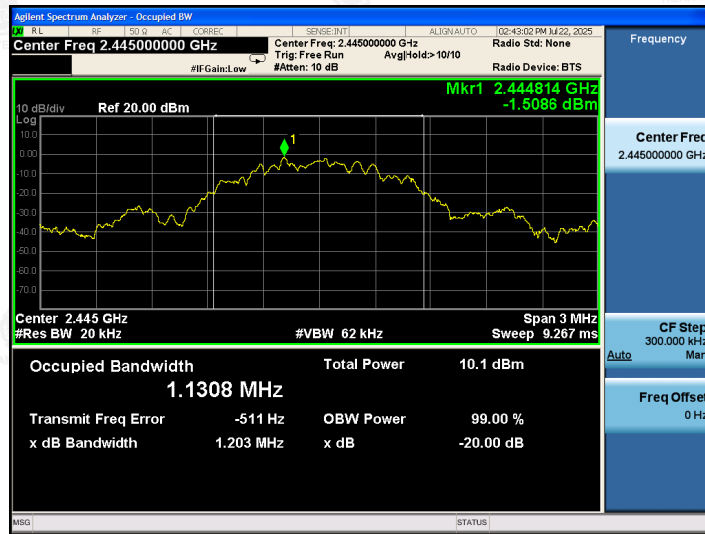 Agilent Spectrum Analyzer - Occupied BW
RL RF 50 Ω AC CORREC SENSE:INT ALIGN AUTO 02:43:02 PM Jul 22, 2025
Center Freq 2.445000000 GHz
Center Freq: 2.445000000 GHz
Radio Std: None
Trig: Free Run Avg|Hold:> 10/10
#IFGain:Low #Atten: 10 dB Radio Device: BTS
Mkr1 2.444814 GHz
-1.5086 dBm
10 dB/div Ref 20.00 dBm
Log
10.0
0.00
-10.0
-20.0
-30.0
-40.0
-50.0
-60.0
-70.0
1
Center 2.445 GHz Span 3 MHz
#Res BW 20 kHz #VBW 62 kHz Sweep 9.267 ms
Occupied Bandwidth Total Power 10.1 dBm
1.1308 MHz
Transmit Freq Error -511 Hz OBW Power 99.00 %
x dB Bandwidth 1.203 MHz x dB -20.00 dB
MSG STATUS
Frequency
Center Freq
2.445000000 GHz
CF Step
300.000 kHz
Auto Man
Freq Offset
0 Hz